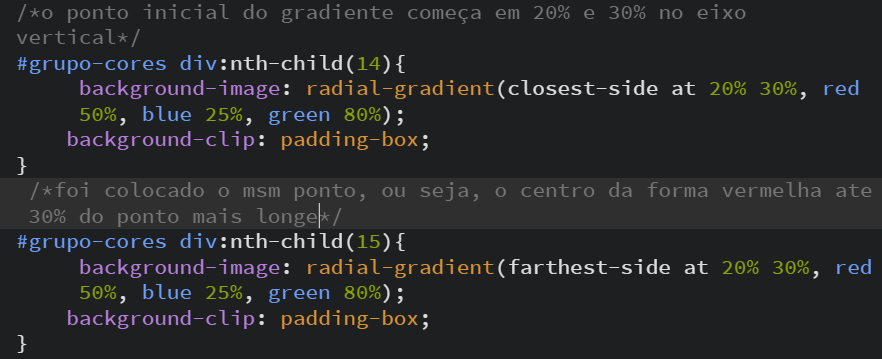 /*o ponto inicial do gradiente começa em 20% e 30% no eixo
vertical*/
#grupo-cores div:nth-child(14){
background-image: radial-gradient(closest-side at 20% 30%, red
50%, blue 25%, green 80%);
background-clip: padding-box;
}
/*foi colocado o msm ponto, ou seja, o centro da forma vermelha ate
30% do ponto mais longe*/
#grupo-cores div:nth-child(15){
background-image: radial-gradient(farthest-side at 20% 30%, red
50%, blue 25%, green 80%);
background-clip: padding-box;
}